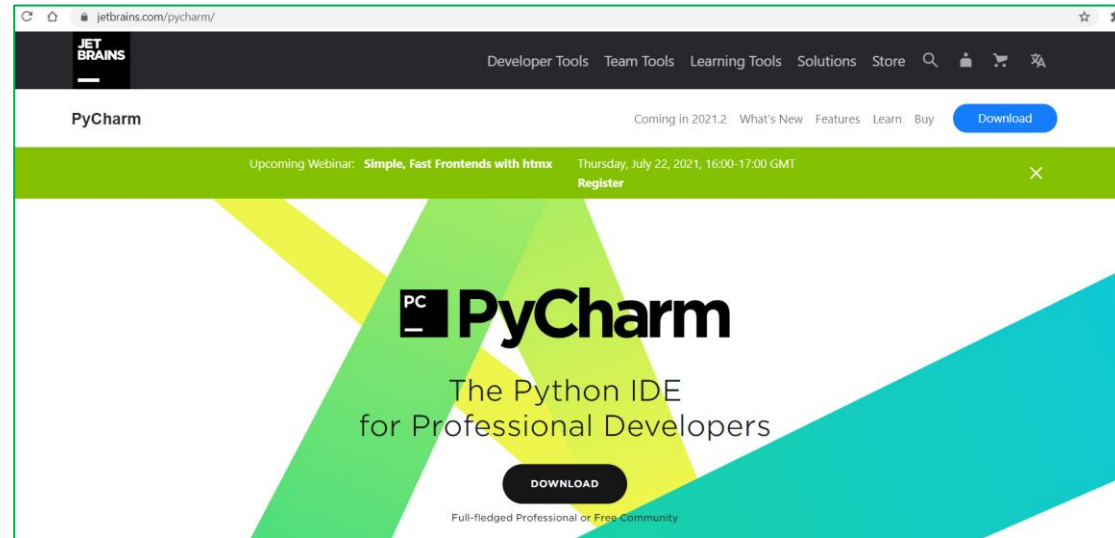 jetbrains.com/pycharm/
JET
BRAINS
Developer Tools Team Tools Learning Tools Solutions Store
PyCharm
Coming in 2021.2 What's New Features Learn Buy Download
Upcoming Webinar: Simple, Fast Frontends with htmx Thursday, July 22, 2021, 16:00-17:00 GMT
Register
PC PyCharm
The Python IDE
for Professional Developers
DOWNLOAD
Full-fledged Professional or Free Community